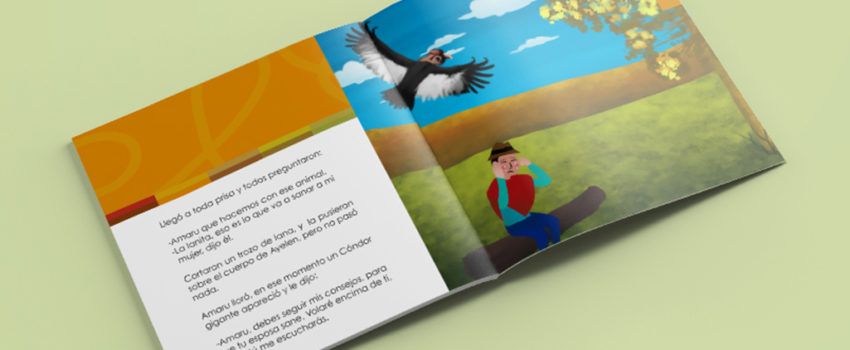 Llegó a toda prisa y todos preguntaron:
-Amaru que hacemos con ese animal.
-La lanita, eso es lo que va a sanar a mi
mujer, dijo él.
Cortaron un trozo de lana, y la pusieron
sobre el cuerpo de Ayelen, pero no pasó
nada.
Amaru lloró, en ese momento un Cóndor
gigante apareció y le dijo:
-Amaru, debes seguir mis consejos, para
que tu esposa sane. Volaré encima de ti,
me escucharás.